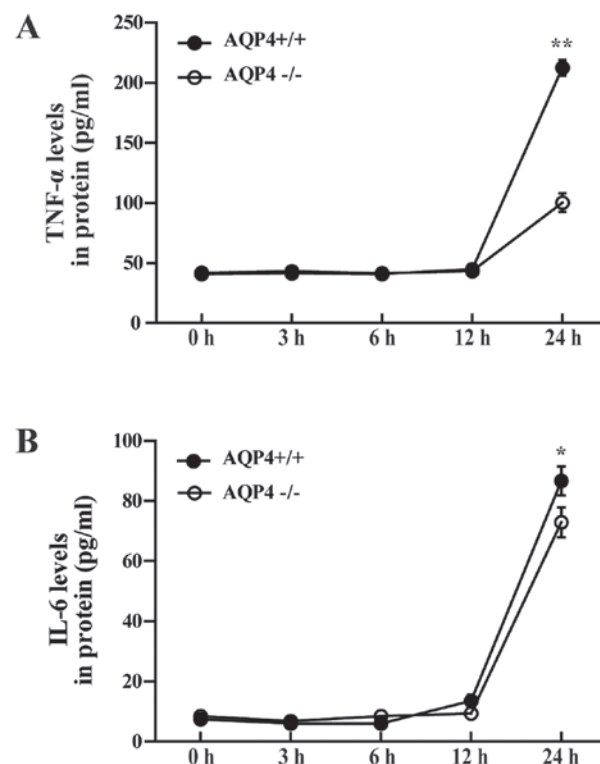 A
AQP4+/+
AQP4 -/-
**
TNF-α levels
in protein (pg/ml)
250
200
150
100
50
0
0 h 3 h 6 h 12 h 24 h
B
AQP4+/+
AQP4 -/-
*
IL-6 levels
in protein (pg/ml)
100
80
60
40
20
0
0 h 3 h 6 h 12 h 24 h